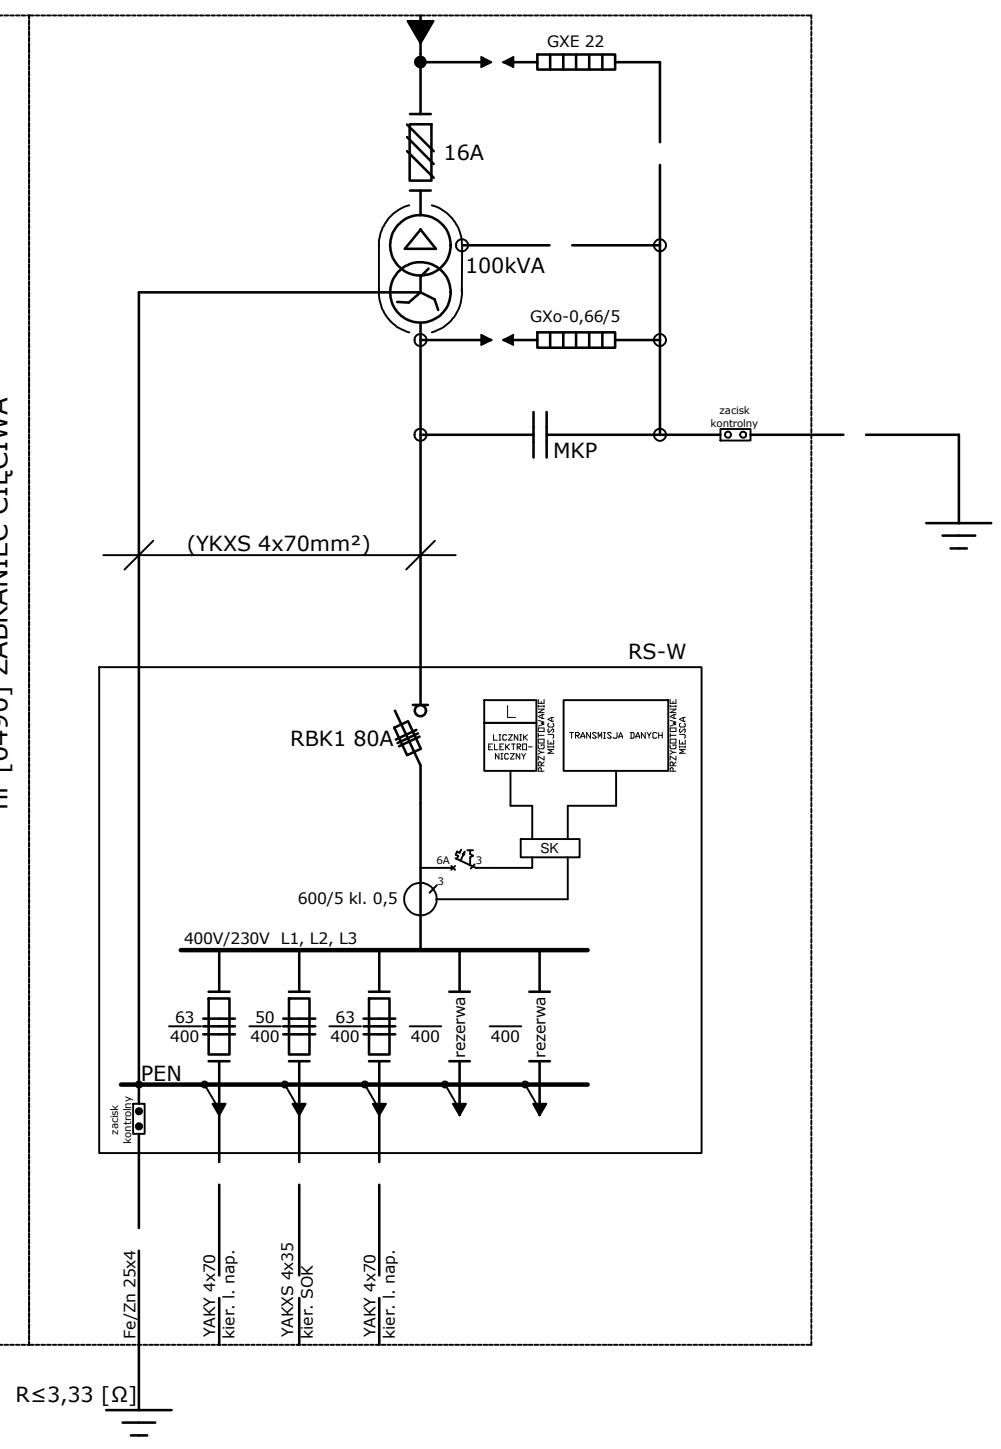 GXE 22
16A
100kVA
GXo-0,66/5
zacisk
kontrolny
MKP
(YKXS 4x70mm²)
ZABRANIEC CIĘCIWA
RS-W
RBK1 80A
L
LICZNIK
ELEKTRO-
NICZNY
PRZYGOTOWANIE
MIEJSCA
TRANSMISJA DANYCH
PRZYGOTOWANIE
MIEJSCA
SK
6A
3
3
600/5 kl. 0,5
400V/230V L1, L2, L3
63
400
50
400
63
400
400
rezerwa
400
rezerwa
PEN
zacisk
kontrolny
Fe/Zn 25x4
YAKY 4x70
kier. l. nap.
YAKXS 4x35
kier. SOK
YAKY 4x70
kier. l. nap.
R≤3,33 [Ω]